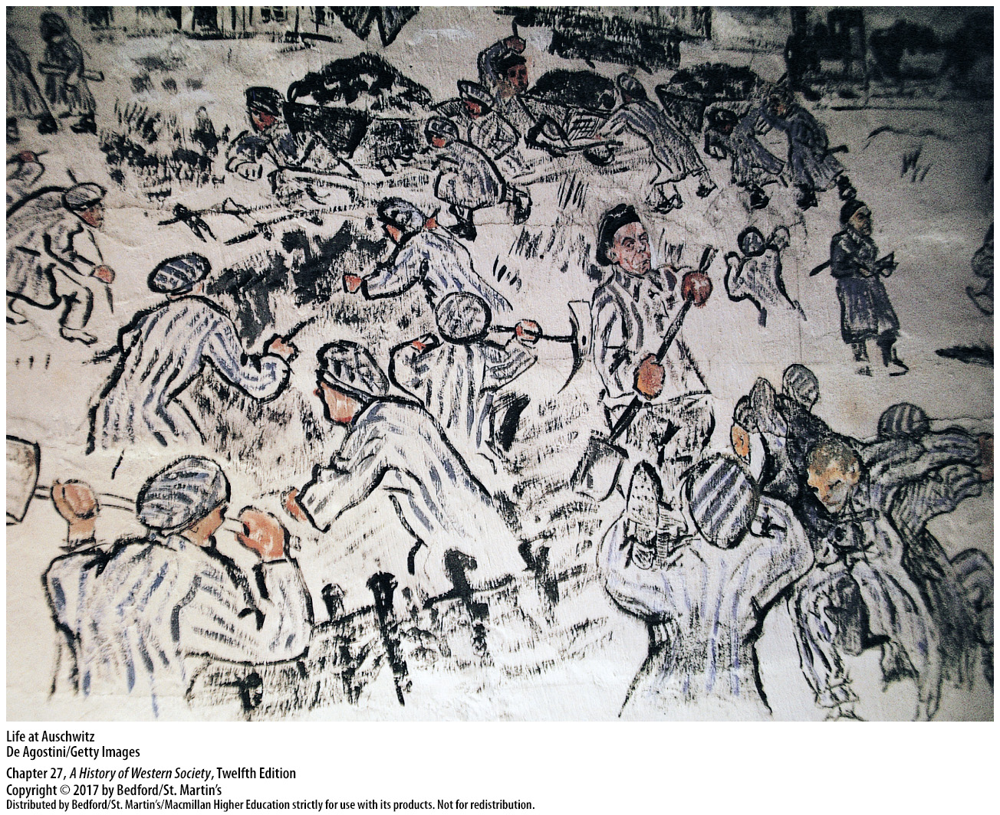 Life at Auschwitz
De Agostini/Getty Images
Chapter 27, A History of Western Society, Twelfth Edition
Copyright © 2017 by Bedford/St. Martin’s
Distributed by Bedford/St. Martin’s/Macmillan Higher Education strictly for use with its products. Not for redistribution.